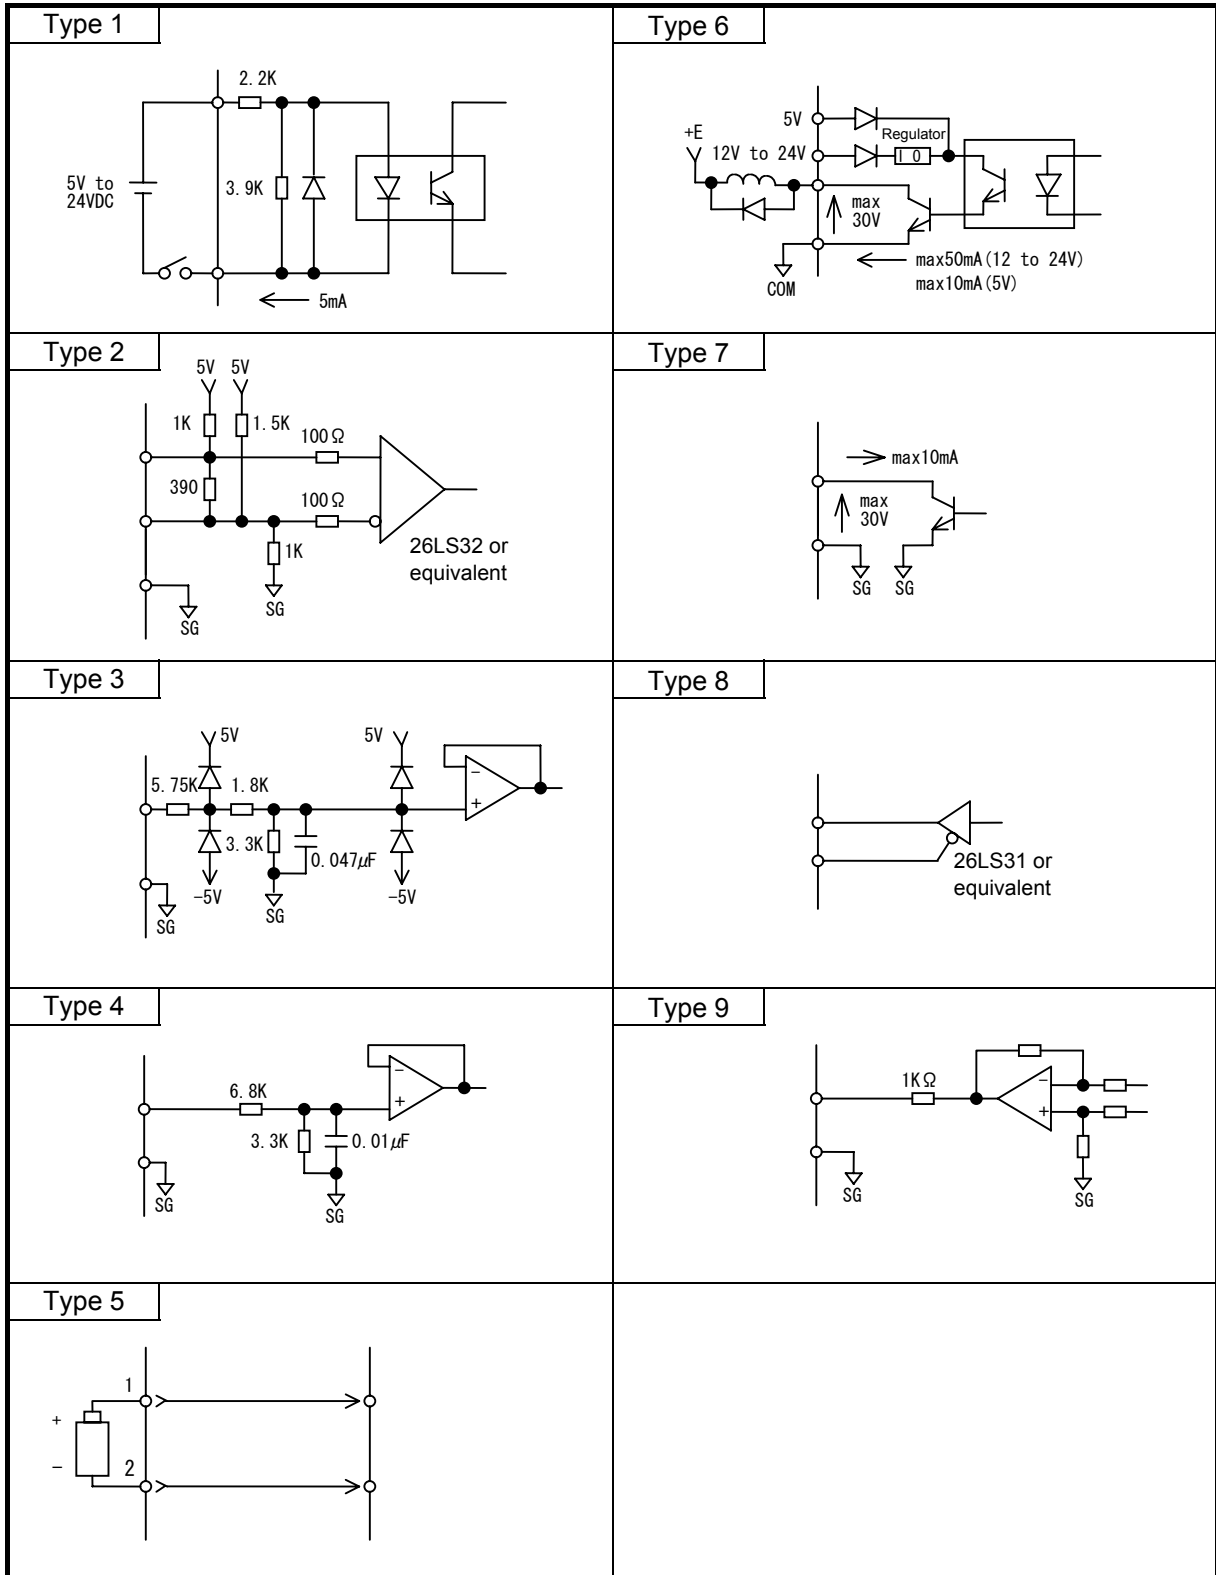 Type 1
2.2K
3.9K
5V to
24VDC
5mA
Type 6
5V
Regulator
+E
12V to 24V
I O
max
30V
max50mA(12 to 24V)
max10mA(5V)
COM
Type 2
5V 5V
1K
1.5K
100Ω
390
100Ω
1K
26LS32 or
equivalent
SG
SG
Type 7
max10mA
max
30V
SG SG
Type 3
5V
5V
5.75K 1.8K
-
+
3.3K
0.047μF
-5V
-5V
SG
SG
Type 8
26LS31 or
equivalent
Type 4
-
+
6.8K
3.3K
0.01μF
SG
SG
Type 9
1KΩ
-
+
SG
SG
Type 5
1
+
-
2